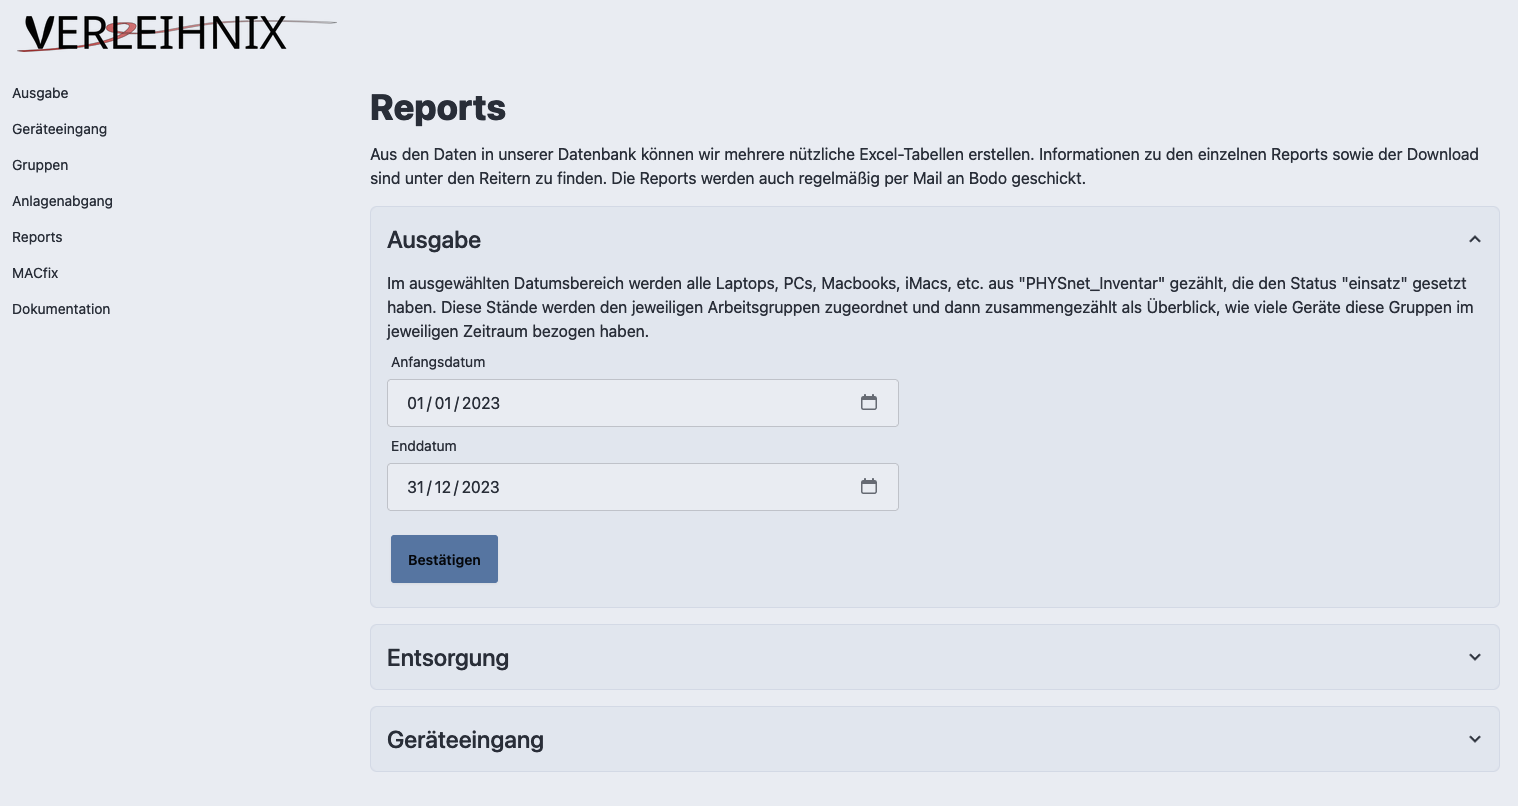 VERLEIHNIX
Ausgabe
Geräteeingang
Gruppen
Anlagenabgang
Reports
MACfix
Dokumentation
Reports
Aus den Daten in unserer Datenbank können wir mehrere nützliche Excel-Tabellen erstellen. Informationen zu den einzelnen Reports sowie der Download
sind unter den Reitern zu finden. Die Reports werden auch regelmäßig per Mail an Bodo geschickt.
Ausgabe
Im ausgewählten Datumsbereich werden alle Laptops, PCs, Macbooks, iMacs, etc. aus "PHYSnet_Inventar" gezählt, die den Status "einsatz" gesetzt
haben. Diese Stände werden den jeweiligen Arbeitsgruppen zugeordnet und dann zusammengezählt als Überblick, wie viele Geräte diese Gruppen im
jeweiligen Zeitraum bezogen haben.
Anfangsdatum
01/01/2023
Enddatum
31/12/2023
Bestätigen
Entsorgung
Geräteeingang